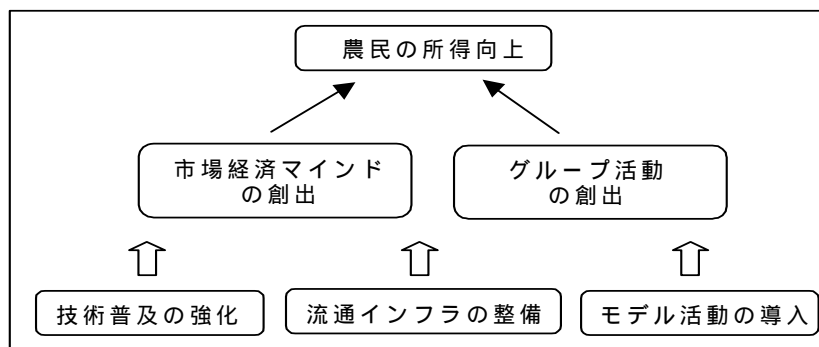 農民の所得向上
市場経済マインド
の創出
グループ活動
の創出
技術普及の強化
流通インフラの整備
モデル活動の導入